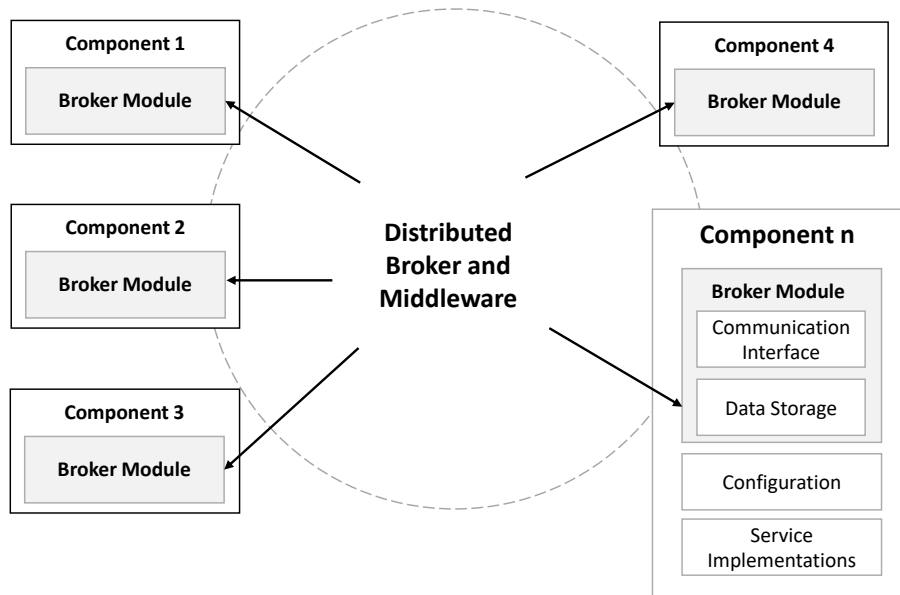 Component 1
Broker Module
Component 2
Broker Module
Component 3
Broker Module
Distributed
Broker and
Middleware
Component 4
Broker Module
Component n
Broker Module
Communication
Interface
Data Storage
Configuration
Service
Implementations